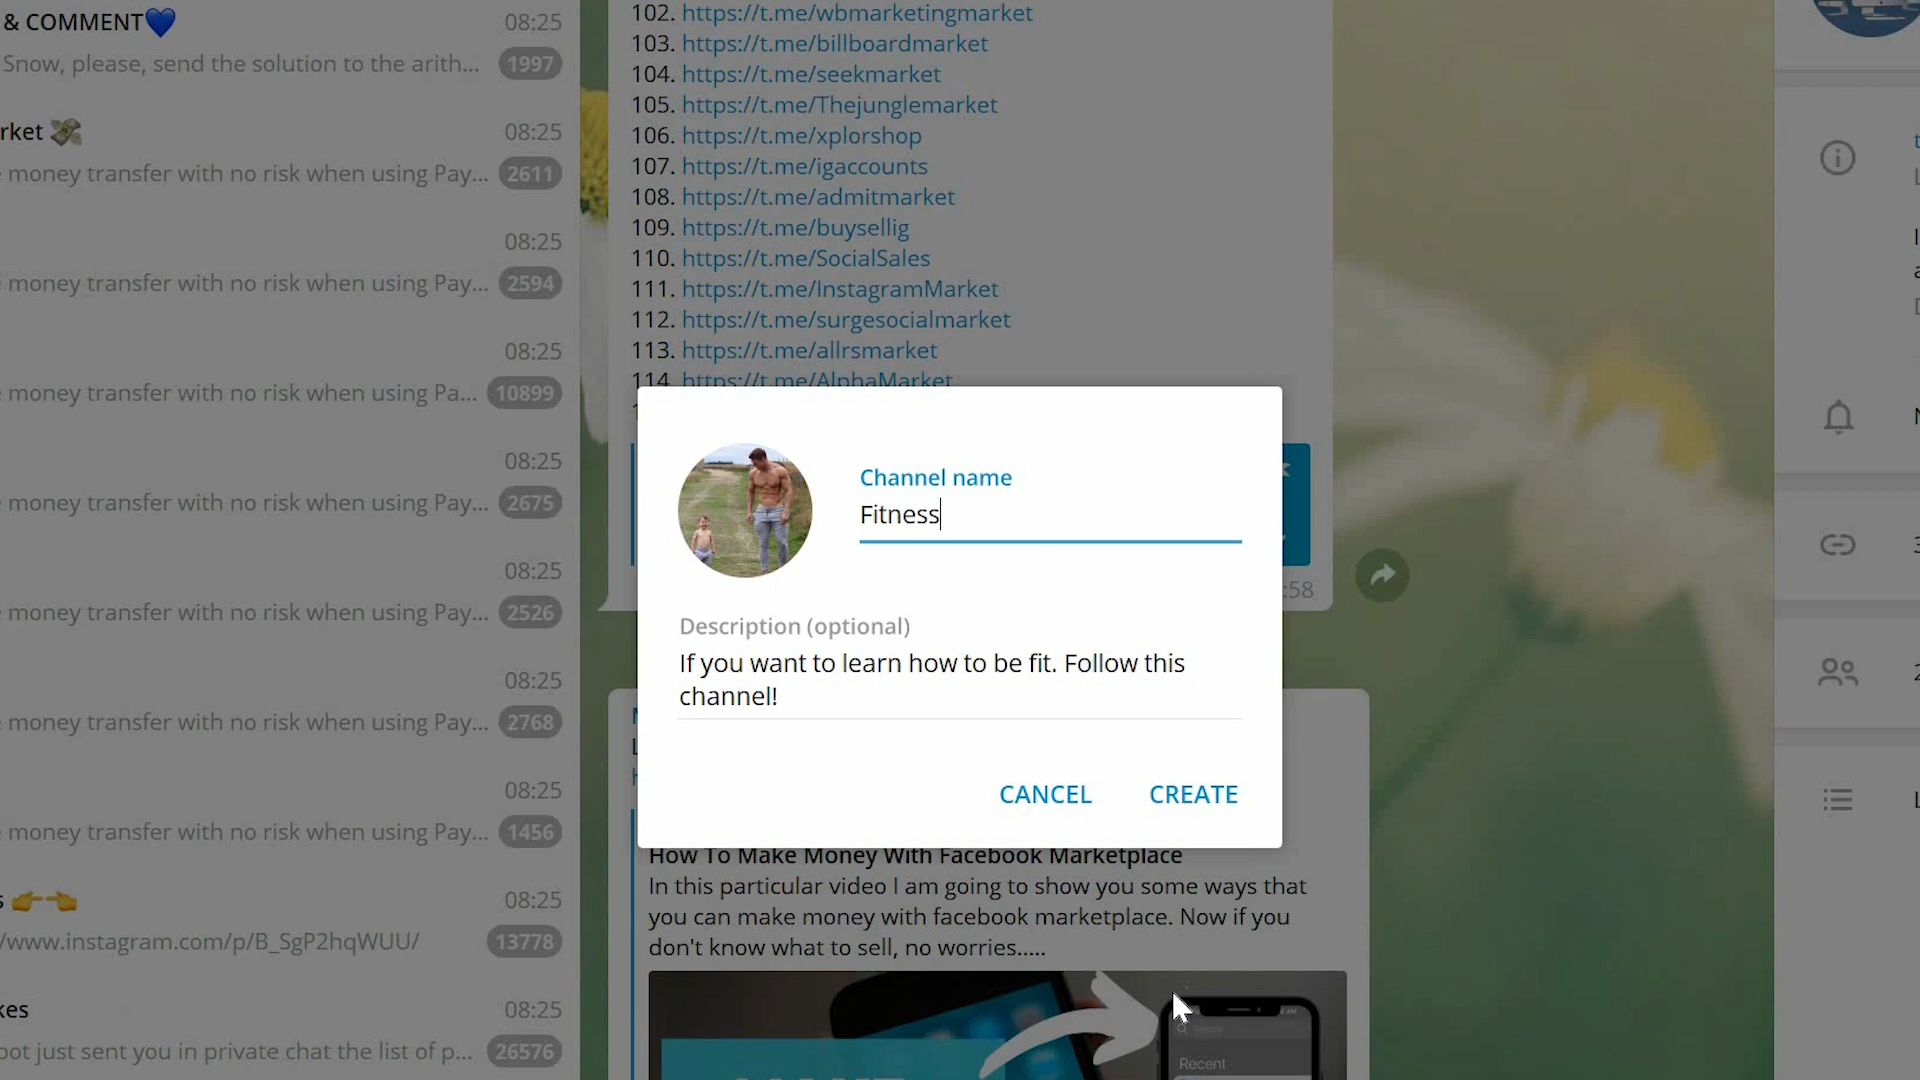 & COMMENT💙 08:25
Snow, please, send the solution to the arith... 1997
rket 💸 08:25
money transfer with no risk when using Pay... 2611
08:25
money transfer with no risk when using Pay... 2594
08:25
money transfer with no risk when using Pa... 10899
08:25
money transfer with no risk when using Pay... 2675
08:25
money transfer with no risk when using Pay... 2526
08:25
money transfer with no risk when using Pay... 2768
08:25
money transfer with no risk when using Pay... 1456
s 👉👈 08:25
/www.instagram.com/p/B_SgP2hqWUU/ 13778
kes 08:25
bot just sent you in private chat the list of p... 26576
102. https://t.me/wbmarketingmarket
103. https://t.me/billboardmarket
104. https://t.me/seekmarket
105. https://t.me/Thejunglemarket
106. https://t.me/xplorshop
107. https://t.me/igaccounts
108. https://t.me/admitmarket
109. https://t.me/buysellig
110. https://t.me/SocialSales
111. https://t.me/InstagramMarket
112. https://t.me/surgesocialmarket
113. https://t.me/allrsmarket
114. https://t.me/AlphaMarket
:58
Channel name
Fitness
Description (optional)
If you want to learn how to be fit. Follow this
channel!
CANCEL CREATE
How To Make Money With Facebook Marketplace
In this particular video I am going to show you some ways that
you can make money with facebook marketplace. Now if you
don't know what to sell, no worries.....
Recent